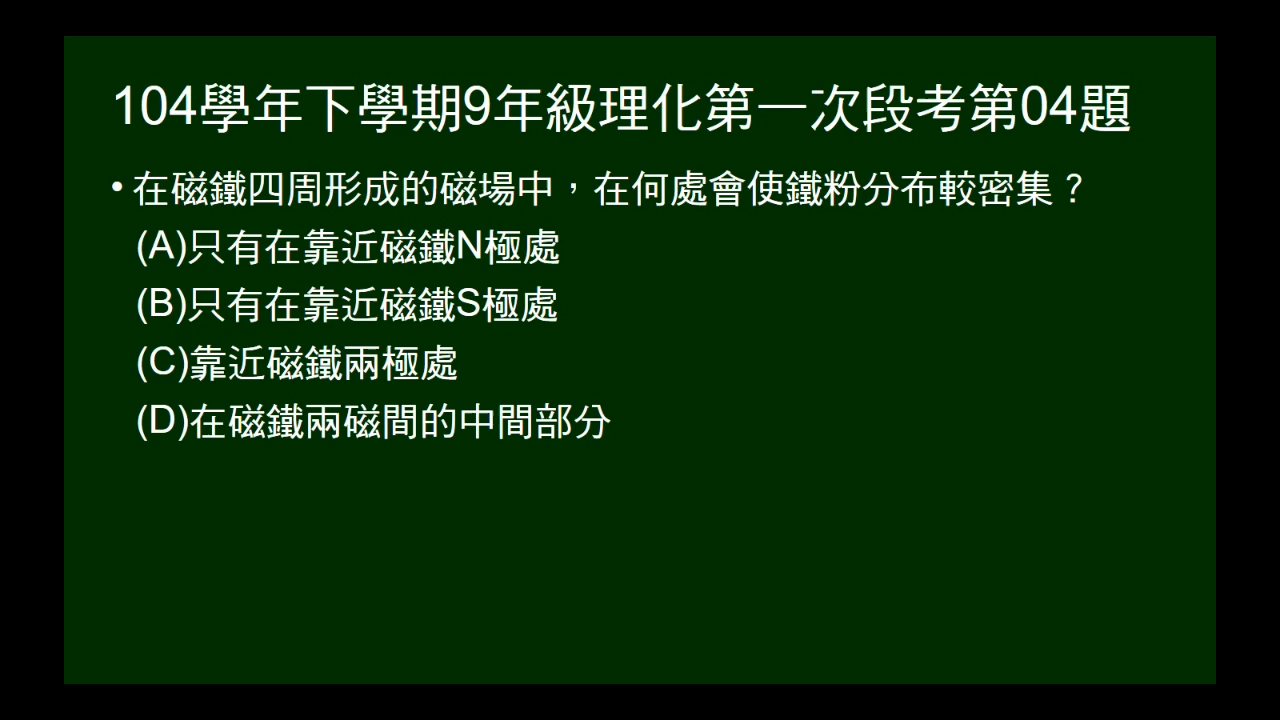 104學年下學期9年級理化第一次段考第04題
• 在磁鐵四周形成的磁場中，在何處會使鐵粉分布較密集？
(A)只有在靠近磁鐵N極處
(B)只有在靠近磁鐵S極處
(C)靠近磁鐵兩極處
(D)在磁鐵兩磁間的中間部分